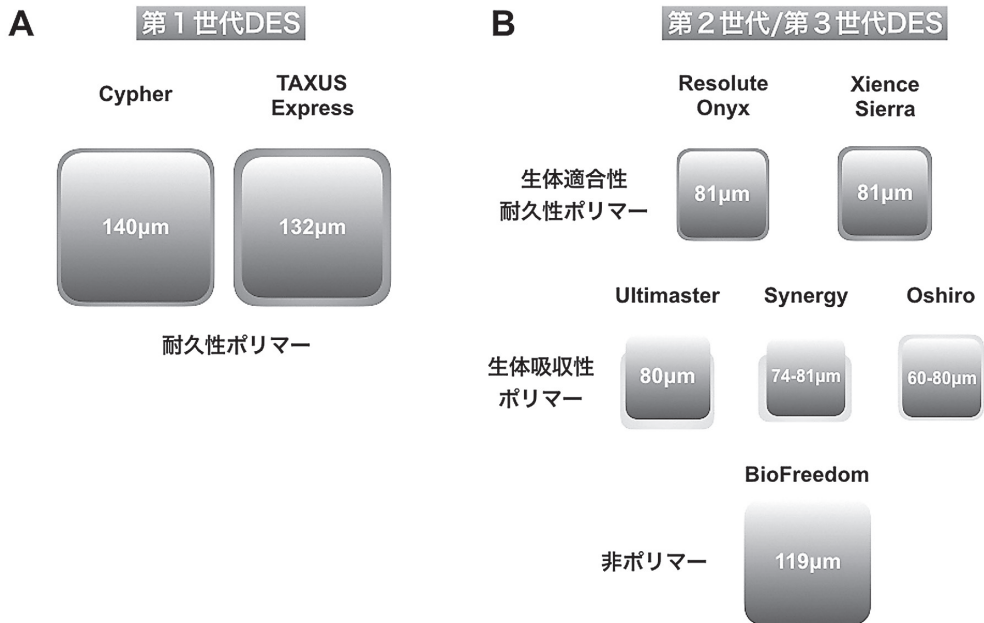 A
第1世代DES
Cypher
TAXUS
Express
140μm
132μm
耐久性ポリマー
B
第2世代/第3世代DES
Resolute
Onyx
Xience
Sierra
生体適合性
耐久性ポリマー
81μm
81μm
Ultimaster
Synergy
Oshiro
生体吸収性
ポリマー
80μm
74-81μm
60-80μm
BioFreedom
非ポリマー
119μm